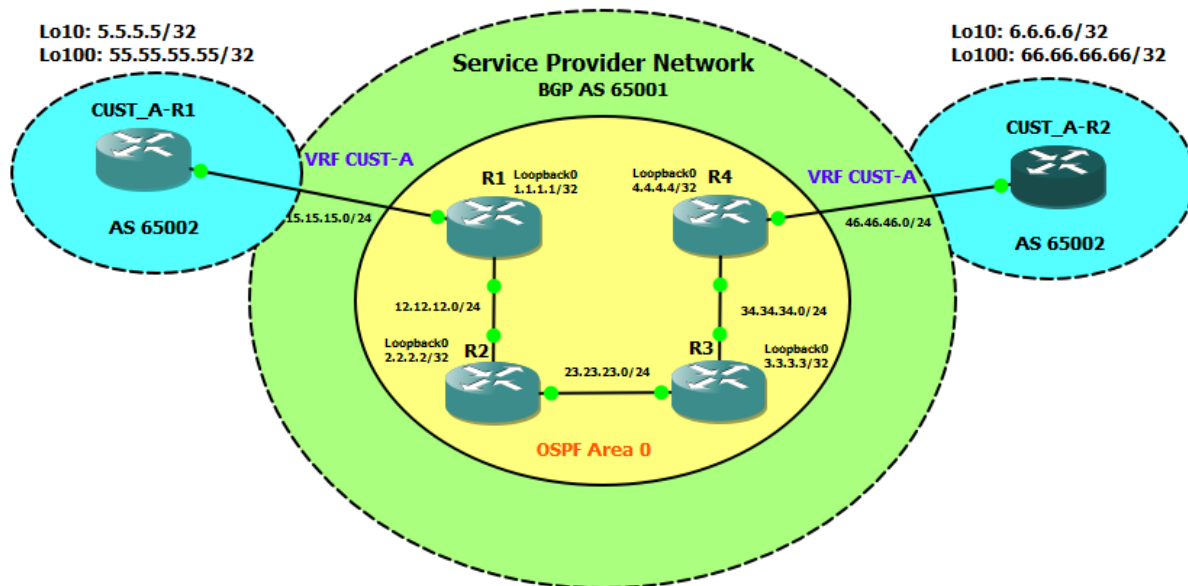 Lo10: 5.5.5.5/32
Lo100: 55.55.55.55/32
Lo10: 6.6.6.6/32
Lo100: 66.66.66.66/32
Service Provider Network
BGP AS 65001
CUST_A-R1
CUST_A-R2
VRF CUST-A
VRF CUST-A
R1
Loopback0
1.1.1.1/32
Loopback0
4.4.4.4/32
R4
15.15.15.0/24
46.46.46.0/24
AS 65002
AS 65002
12.12.12.0/24
34.34.34.0/24
Loopback0
2.2.2.2/32
R2
R3
Loopback0
3.3.3.3/32
23.23.23.0/24
OSPF Area 0